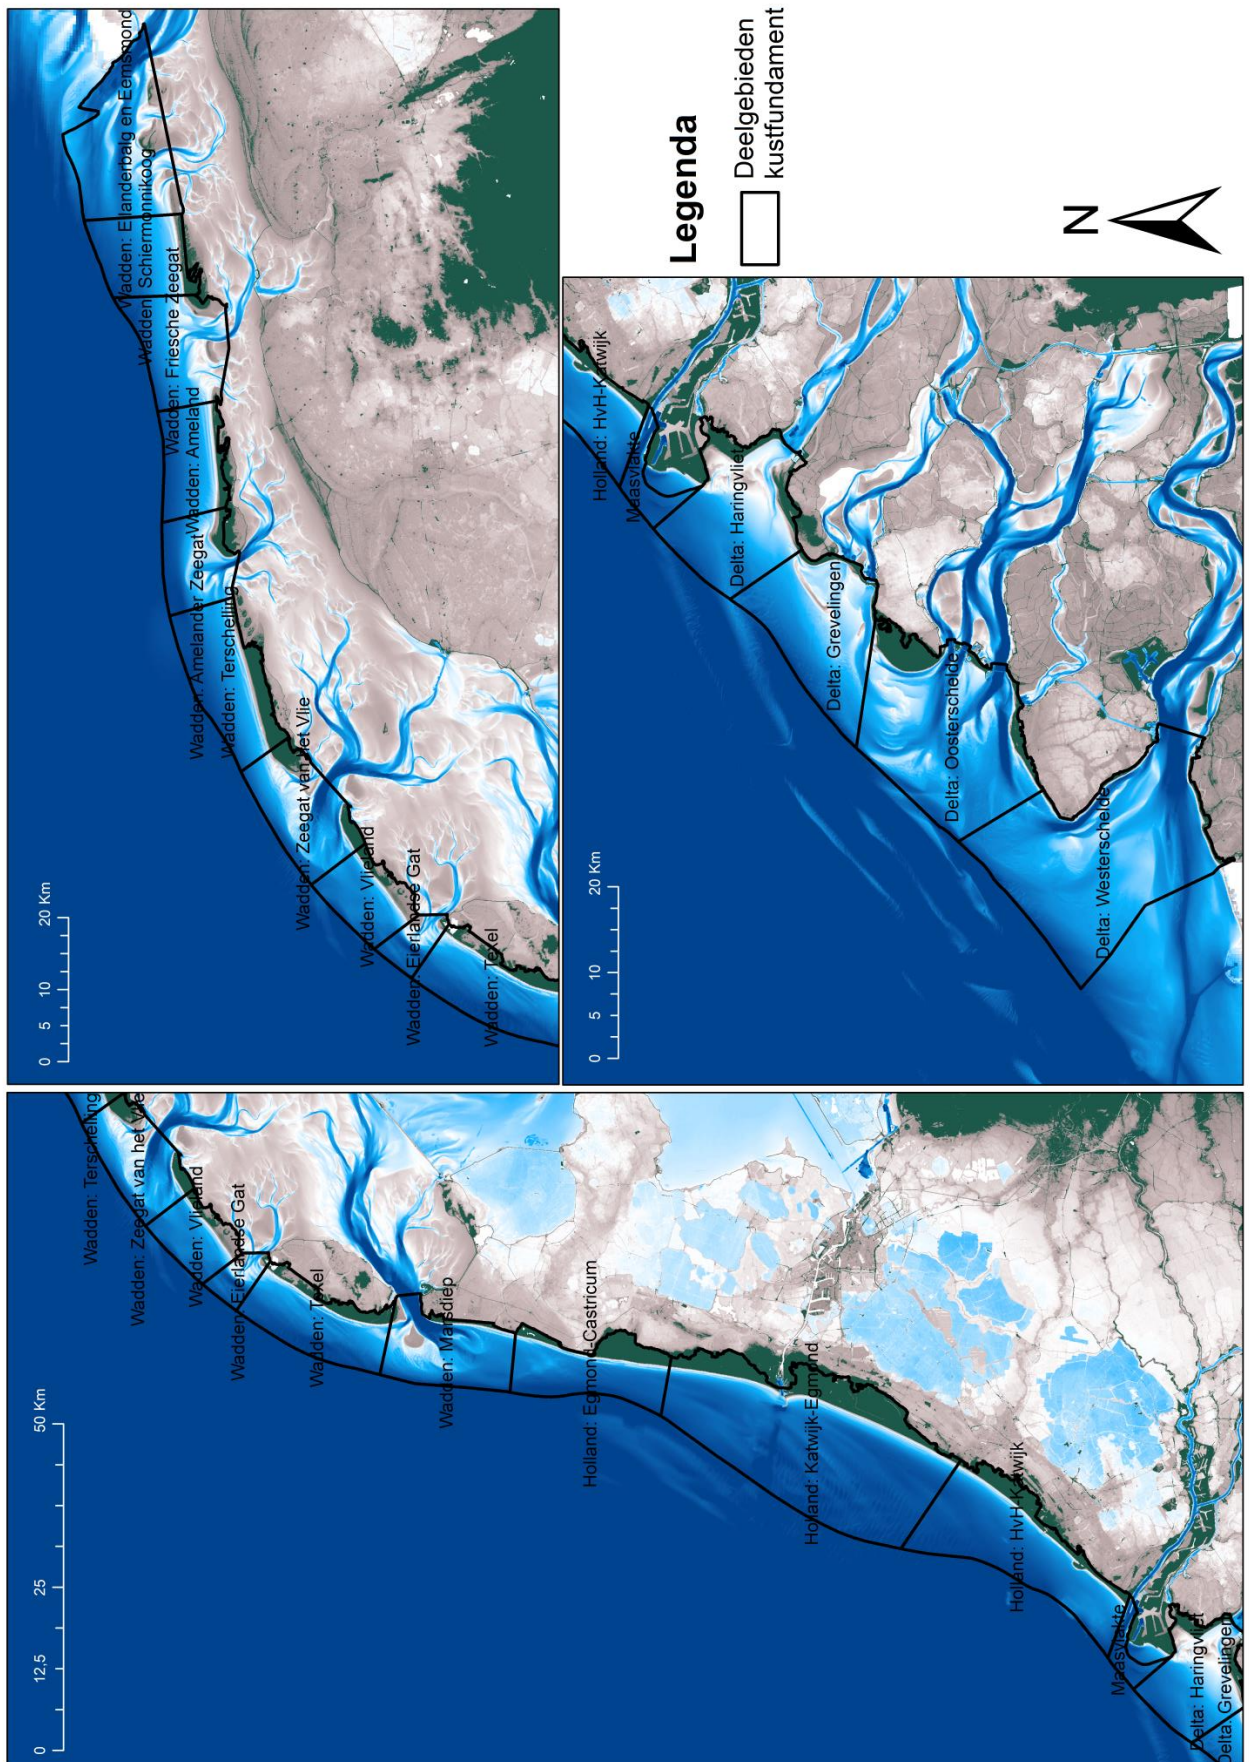 0 12,5 25 50 Km
Wadden: Terschelling
Wadden: Zeegat van het Vlie
Wadden: Vlieland
Wadden: Eierlandse Gat
Wadden: Texel
Wadden: Marsdiep
Holland: Egmond-Castricum
Holland: Katwijk-Egmond
Holland: HvH-Katwijk
Maasvlakte
Delta: Haringvliet
Delta: Grevelingen
0 5 10 20 Km
Wadden: Eilanderbalg en Eemsmond
Wadden: Schiermonnikoog
Wadden: Friesche Zeegat
Wadden: Ameland
Wadden: Amelander Zeegat
Wadden: Terschelling
Wadden: Zeegat van het Vlie
Wadden: Vlieland
Wadden: Eierlandse Gat
Wadden: Texel
0 5 10 20 Km
Holland: HvH-Katwijk
Maasvlakte
Delta: Haringvliet
Delta: Grevelingen
Delta: Oosterschelde
Delta: Westerschelde
Legenda
Deelgebieden
kustfundament
N